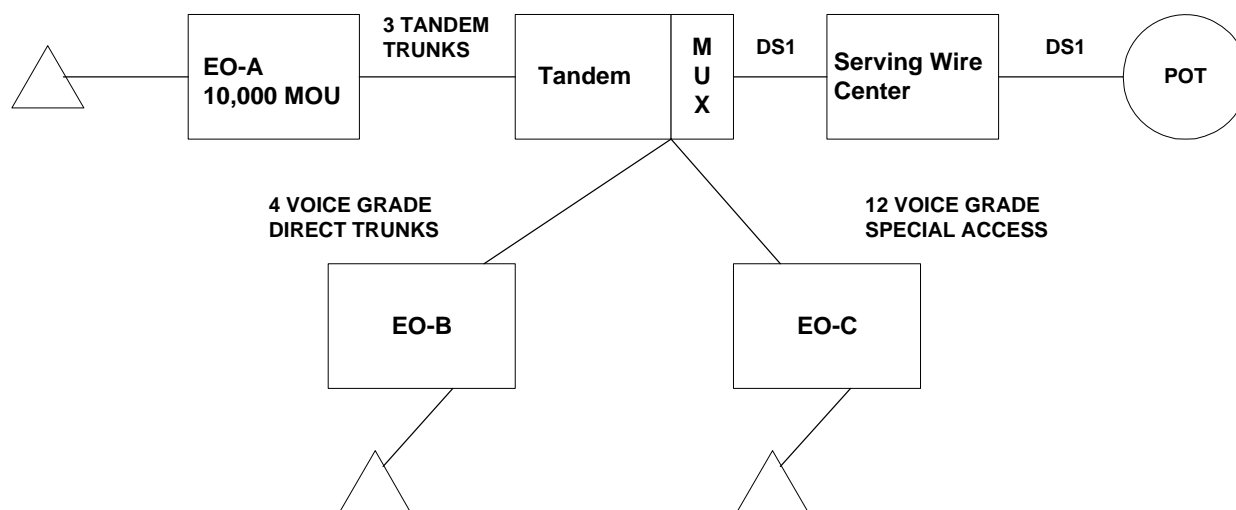 3 TANDEM
TRUNKS
EO-A
10,000 MOU
Tandem
M
U
X
DS1
Serving Wire
Center
DS1
POT
4 VOICE GRADE
DIRECT TRUNKS
12 VOICE GRADE
SPECIAL ACCESS
EO-B
EO-C